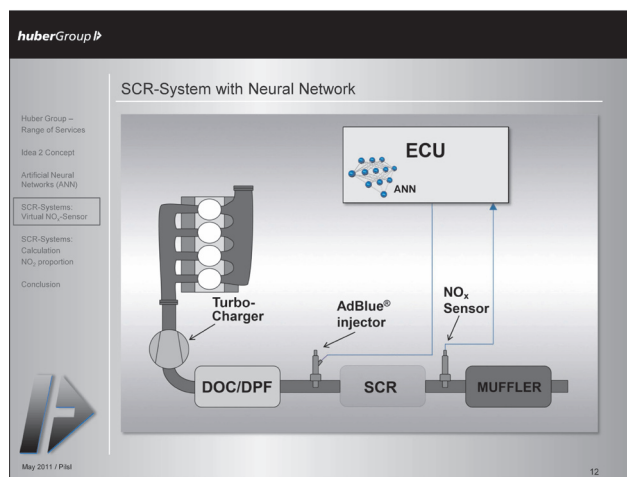 huberGroup
SCR-System with Neural Network
Huber Group –
Range of Services
Idea 2 Concept
Artificial Neural
Networks (ANN)
SCR-Systems:
Virtual NOₓ-Sensor
SCR-Systems:
Calculation
NO₂ proportion
Conclusion
ECU
ANN
Turbo-
Charger
AdBlue®
injector
NOₓ
Sensor
DOC/DPF
SCR
MUFFLER
May 2011 / Pilsl
12